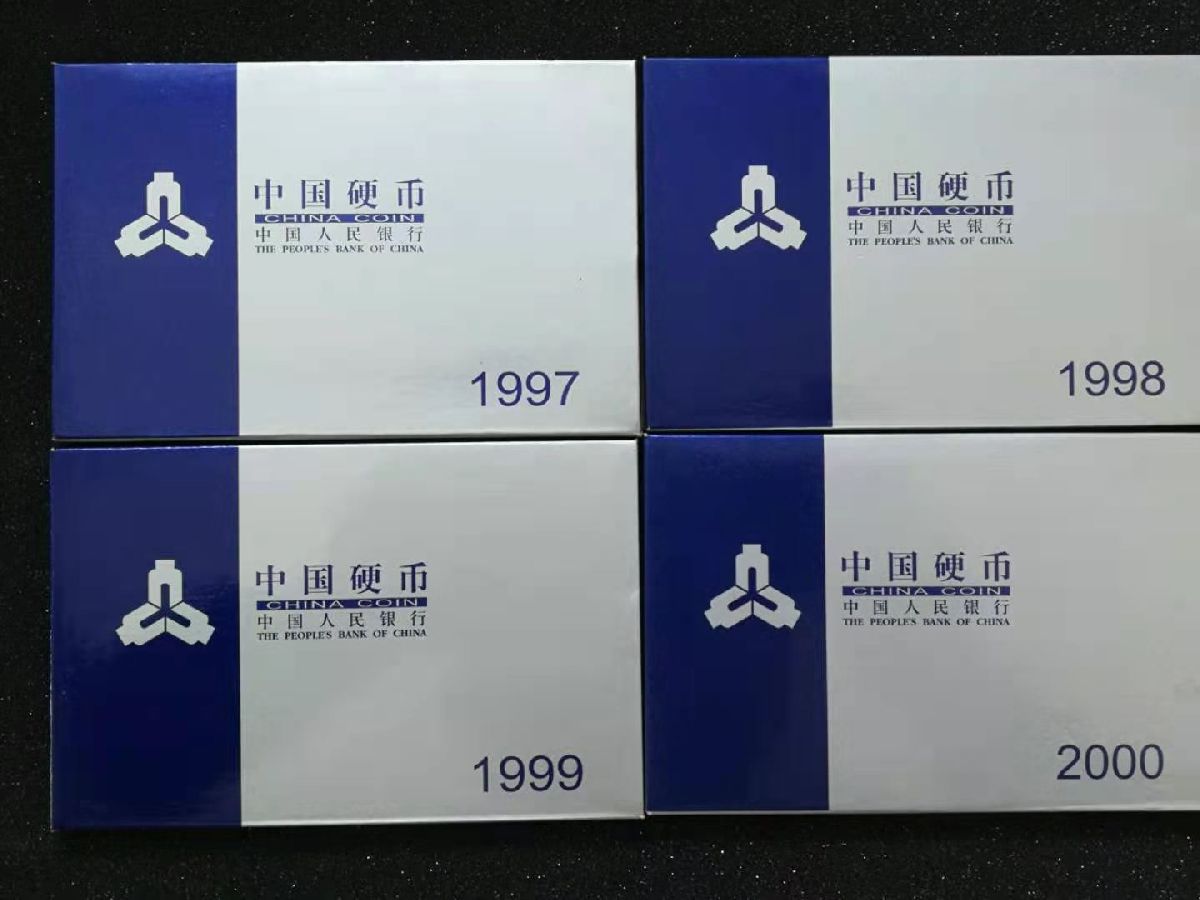 中国硬币
CHINA COIN
中国人民银行
THE PEOPLE'S BANK OF CHINA
1997
中国硬币
CHINA COIN
中国人民银行
THE PEOPLE'S BANK OF CHINA
1998
中国硬币
CHINA COIN
中国人民银行
THE PEOPLE'S BANK OF CHINA
1999
中国硬币
CHINA COIN
中国人民银行
THE PEOPLE'S BANK OF CHINA
2000